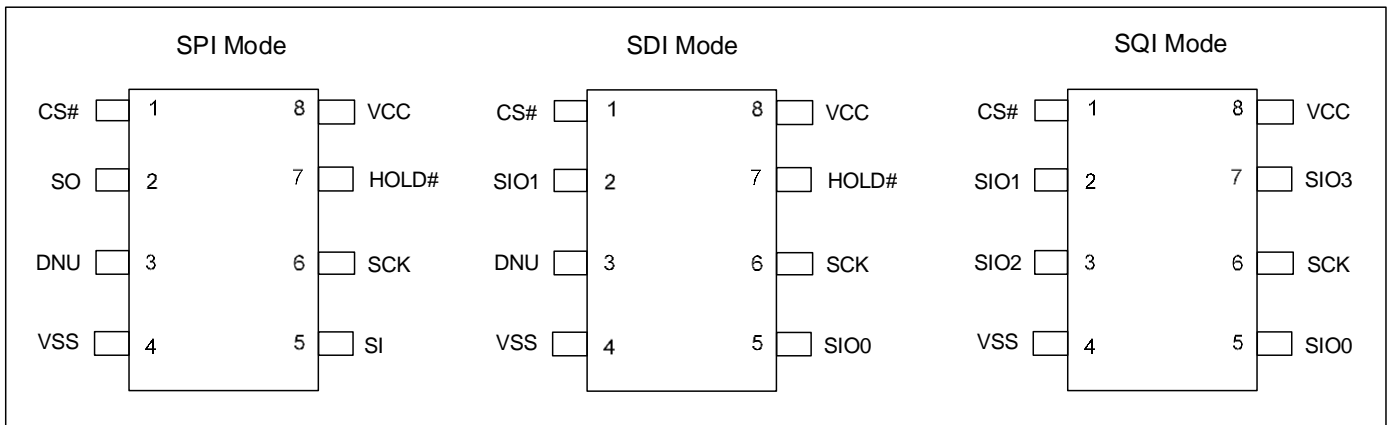 SPI Mode
CS# 1 8 VCC
SO 2 7 HOLD#
DNU 3 6 SCK
VSS 4 5 SI
SDI Mode
CS# 1 8 VCC
SIO1 2 7 HOLD#
DNU 3 6 SCK
VSS 4 5 SIO0
SQI Mode
CS# 1 8 VCC
SIO1 2 7 SIO3
SIO2 3 6 SCK
VSS 4 5 SIO0